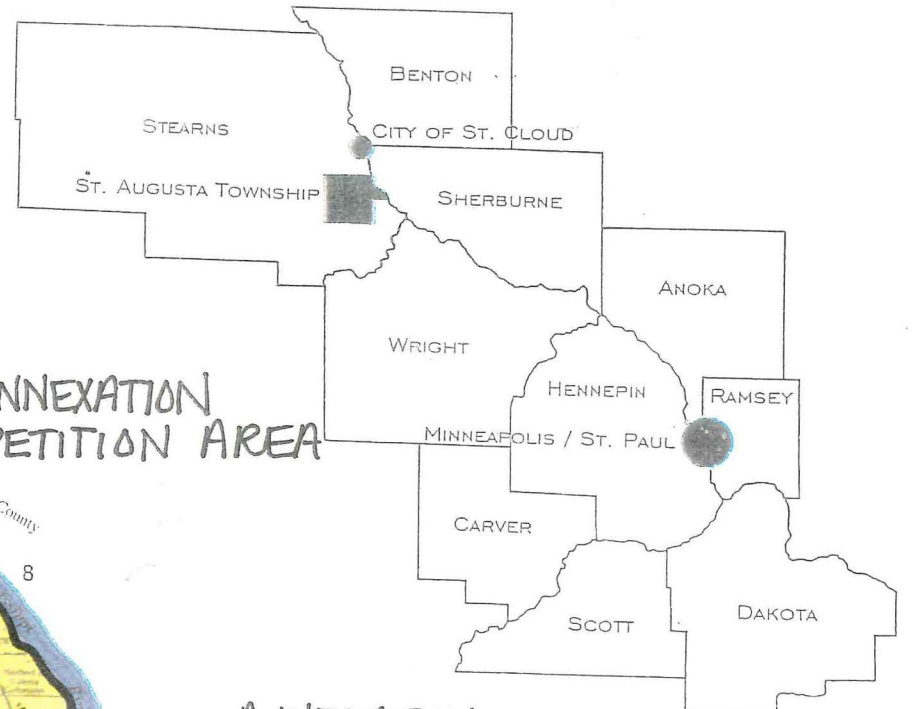 BENTON
STEARNS
CITY OF ST. CLOUD
ST. AUGUSTA TOWNSHIP
SHERBURNE
ANOKA
WRIGHT
HENNEPIN
RAMSEY
NNEXATION
PETITION AREA
MINNEAPOLIS / ST. PAUL
County
8
CARVER
SCOTT
DAKOTA